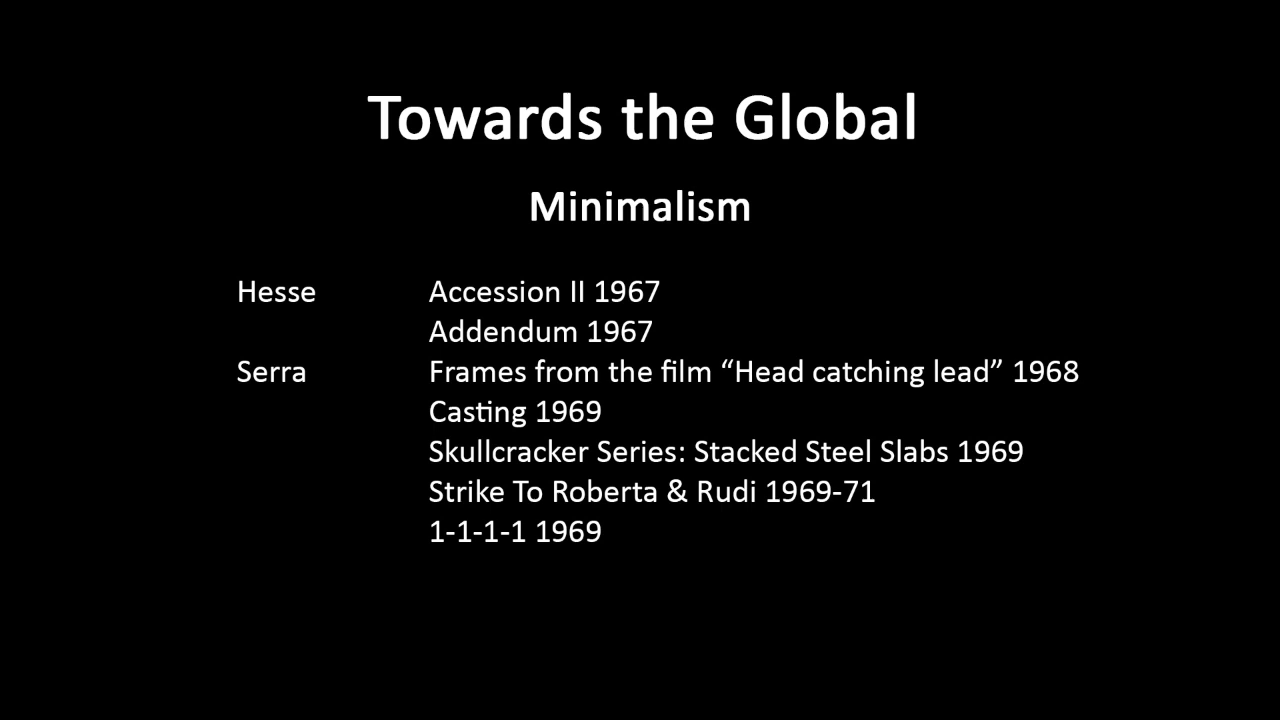 Towards the Global
Minimalism
Hesse Accession II 1967
Addendum 1967
Serra Frames from the film “Head catching lead” 1968
Casting 1969
Skullcracker Series: Stacked Steel Slabs 1969
Strike To Roberta & Rudi 1969-71
1-1-1-1 1969